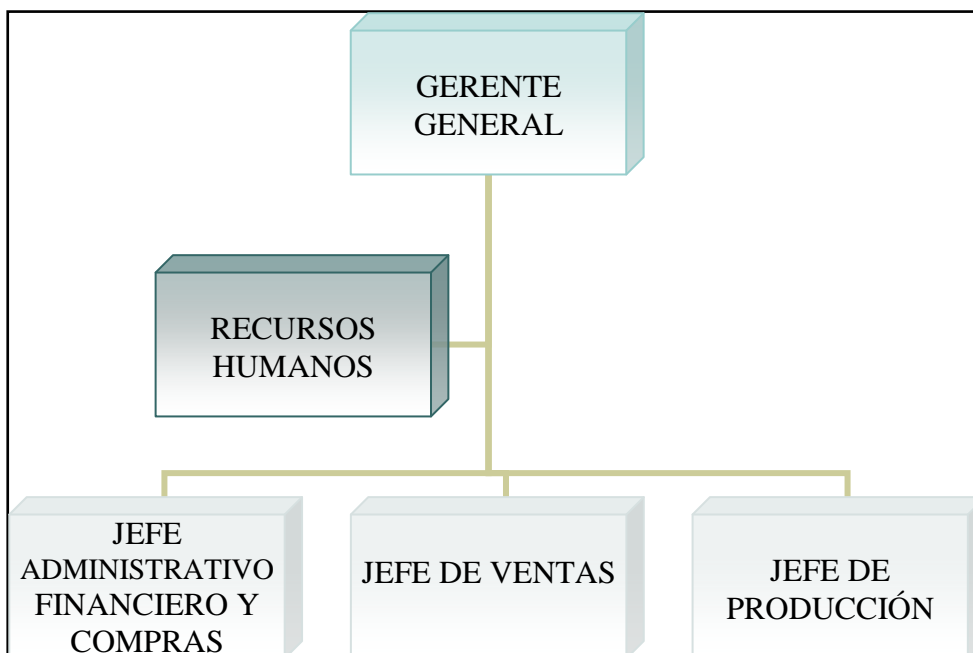 GERENTE
GENERAL
RECURSOS
HUMANOS
JEFE
ADMINISTRATIVO
FINANCIERO Y
COMPRAS
JEFE DE VENTAS
JEFE DE
PRODUCCIÓN